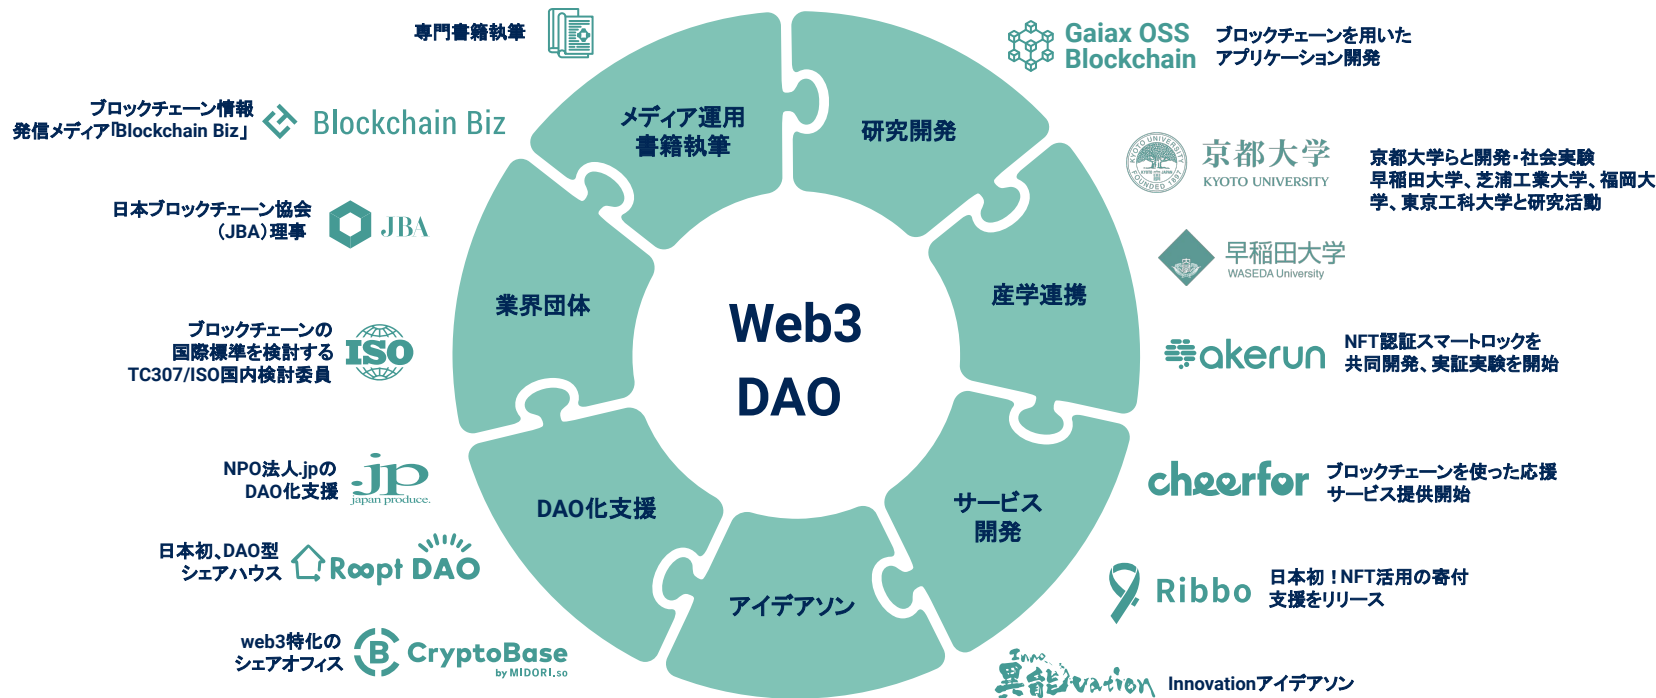 専門書籍執筆
ブロックチェーン情報
発信メディア「Blockchain Biz」
Blockchain Biz
日本ブロックチェーン協会
（JBA）理事
JBA
ブロックチェーンの
国際標準を検討する
TC307/ISO国内検討委員
ISO
NPO法人.jpの
DAO化支援
.jp
japan produce.
日本初、DAO型
シェアハウス
Roopt DAO
web3特化の
シェアオフィス
B
CryptoBase
by MIDORI.so
メディア運用
書籍執筆
研究開発
業界団体
産学連携
Web3
DAO
DAO化支援
サービス
開発
アイデアソン
Gaiax OSS
Blockchain
ブロックチェーンを用いた
アプリケーション開発
KYOTO UNIVERSITY
FOUNDED 1897
京都大学
KYOTO UNIVERSITY
京都大学らと開発・社会実験
早稲田大学、芝浦工業大学、福岡大
学、東京工科大学と研究活動
早稲田大学
WASEDA University
akerun
NFT認証スマートロックを
共同開発、実証実験を開始
cheerfor
ブロックチェーンを使った応援
サービス提供開始
Ribbo
日本初！NFT活用の寄付
支援をリリース
Inno
異能vation
Innovationアイデアソン